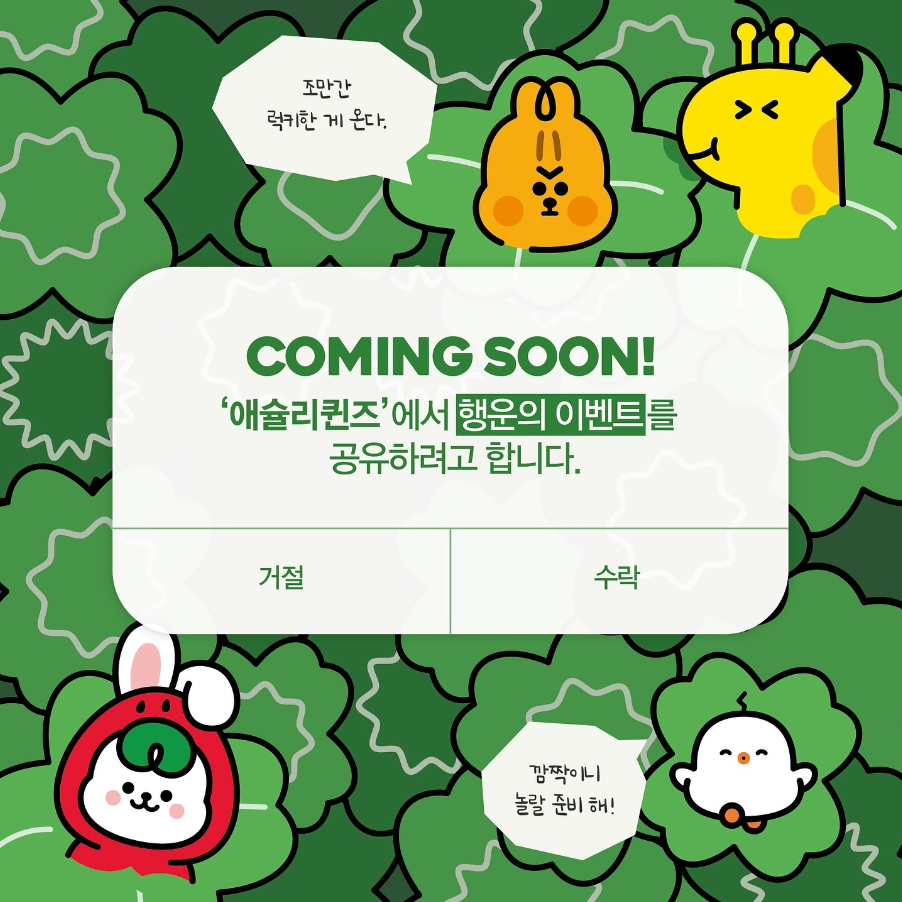 조만간
럭키한 게 온다.
COMING SOON!
‘애슐리퀸즈’에서 행운의 이벤트를
공유하려고 합니다.
거절
수락
깜짝이니
놀랄 준비 해!